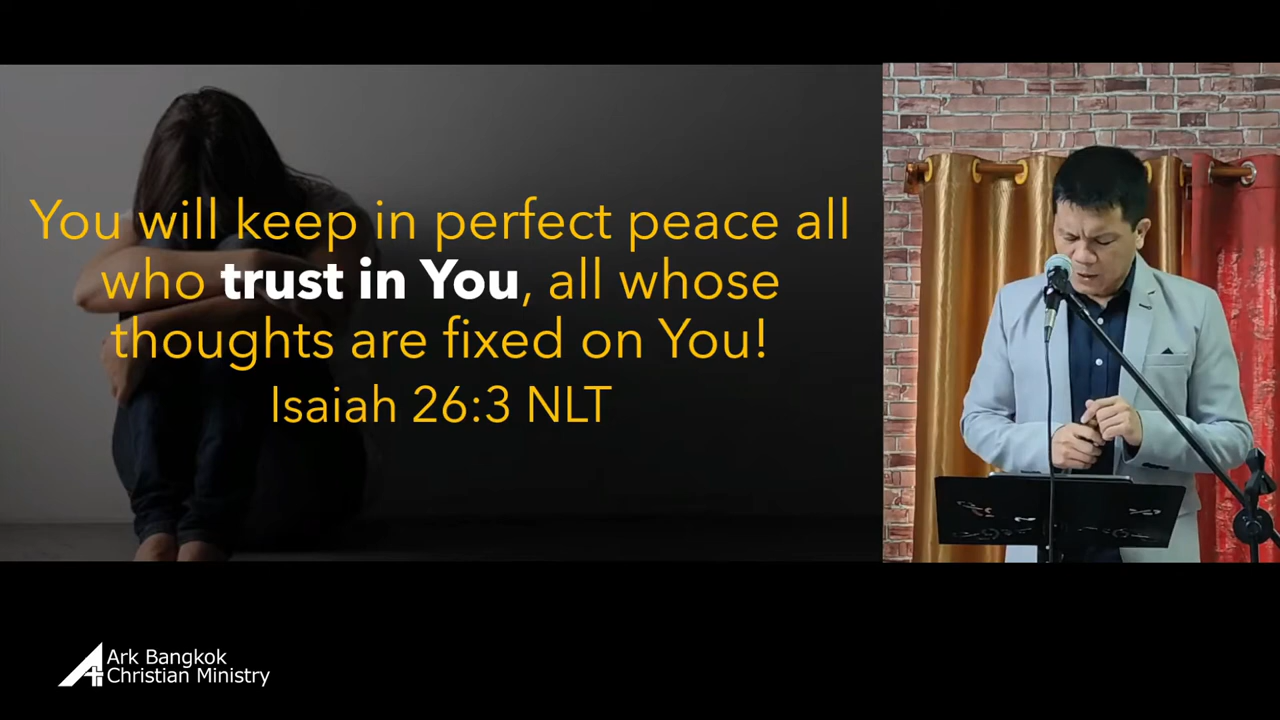 You will keep in perfect peace all
who trust in You, all whose
thoughts are fixed on You!
Isaiah 26:3 NLT
Ark Bangkok
Christian Ministry